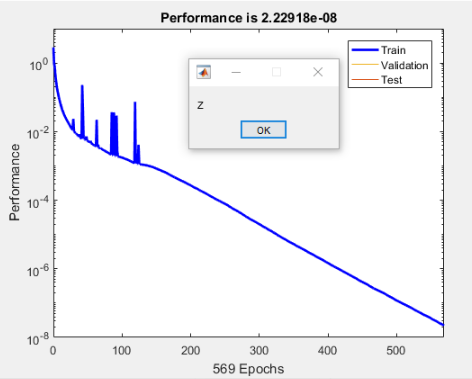 Performance is 2.22918e-08
Train
Validation
Test
z
OK
10^0
10^-2
10^-4
10^-6
10^-8
Performance
0 100 200 300 400 500
569 Epochs